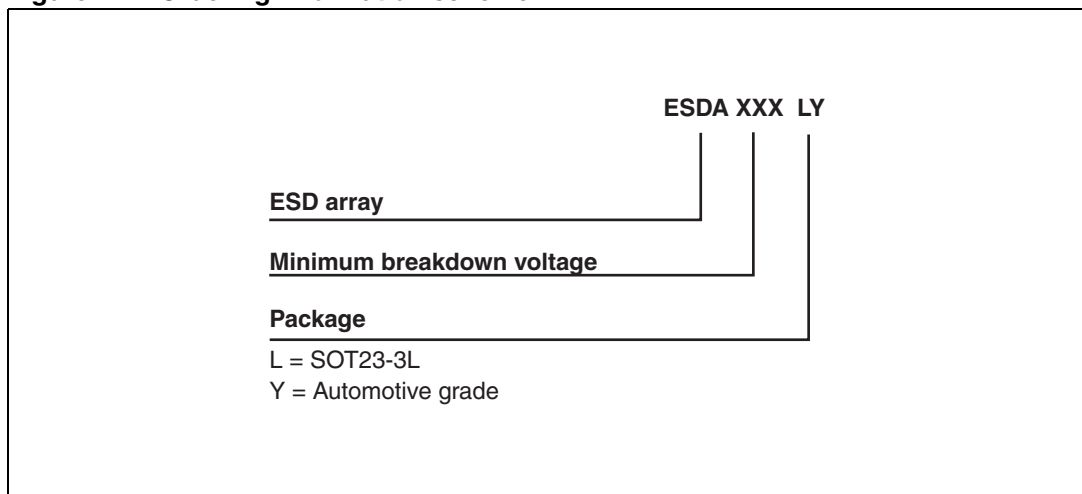 ESDA XXX LY
ESD array
Minimum breakdown voltage
Package
L = SOT23-3L
Y = Automotive grade